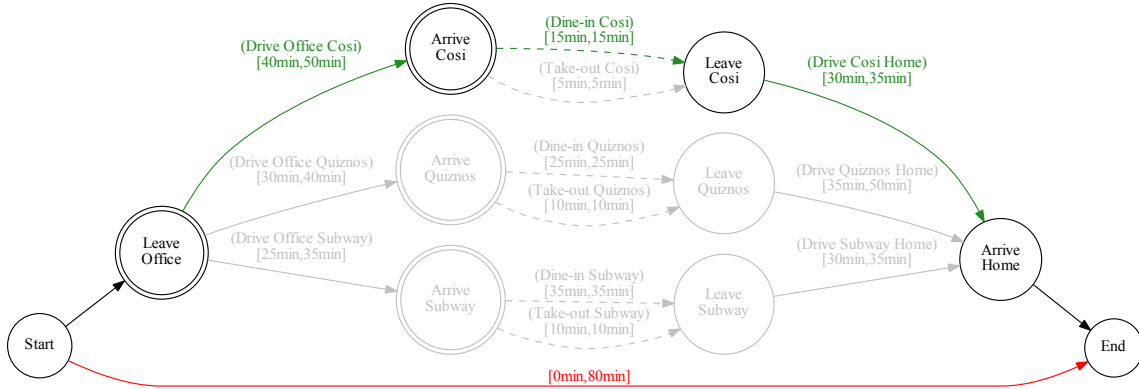 (Drive Office Cosi)
[40min,50min]
Arrive
Cosi
(Dine-in Cosi)
[15min,15min]
(Take-out Cosi)
[5min,5min]
Leave
Cosi
(Drive Cosi Home)
[30min,35min]
(Drive Office Quiznos)
[30min,40min]
Arrive
Quiznos
(Dine-in Quiznos)
[25min,25min]
(Take-out Quiznos)
[10min,10min]
Leave
Quiznos
(Drive Quiznos Home)
[35min,50min]
Leave
Office
(Drive Office Subway)
[25min,35min]
Arrive
Subway
(Dine-in Subway)
[35min,35min]
(Take-out Subway)
[10min,10min]
Leave
Subway
(Drive Subway Home)
[30min,35min]
Arrive
Home
Start
End
[0min,80min]